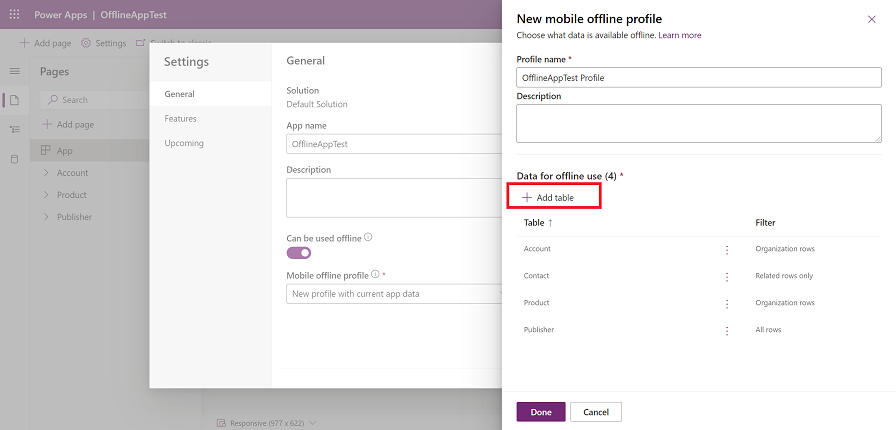 Power Apps | OfflineAppTest
Add page
Settings
Switch to classic
Pages
Search
Add page
App
Account
Product
Publisher
Settings
General
Features
Upcoming
General
Solution
Default Solution
App name
OfflineAppTest
Description
Can be used offline
Mobile offline profile *
New profile with current app data
Responsive (977 x 622)
New mobile offline profile
Choose what data is available offline. Learn more
Profile name *
OfflineAppTest Profile
Description
Data for offline use (4) *
Add table
Table ↑ Filter
Account Organization rows
Contact Related rows only
Product Organization rows
Publisher All rows
Done Cancel